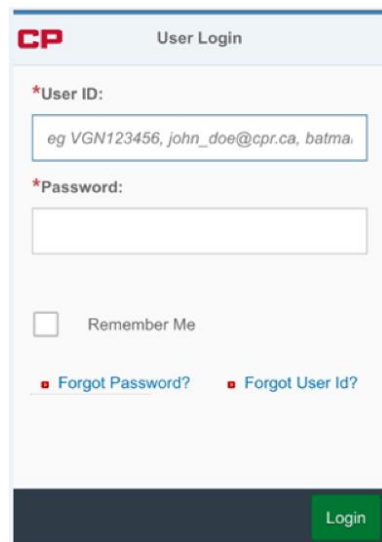 CP User Login
*User ID:
eg VGN123456, john_doe@cpr.ca, batma
*Password:
Remember Me
Forgot Password? Forgot User Id?
Login